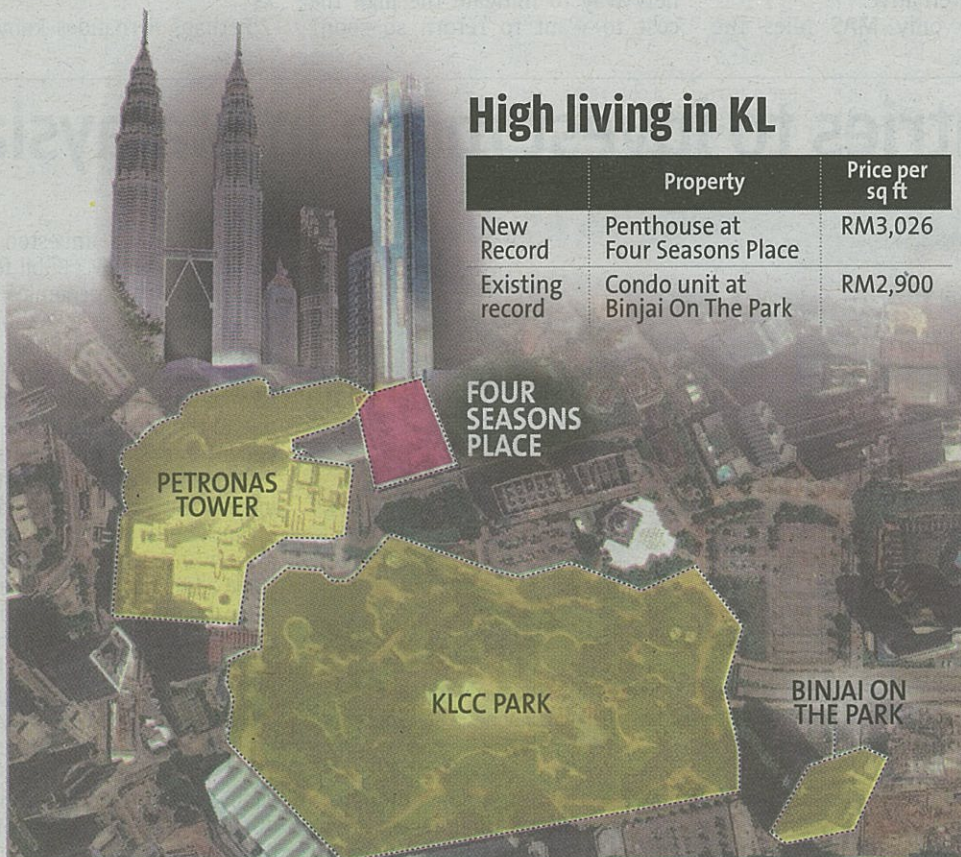 High living in KL
Property
Price per
sq ft
New
Record
Penthouse at
Four Seasons Place
RM3,026
Existing
record
Condo unit at
Binjai On The Park
RM2,900
FOUR
SEASONS
PLACE
PETRONAS
TOWER
KLCC PARK
BINJAI ON
THE PARK